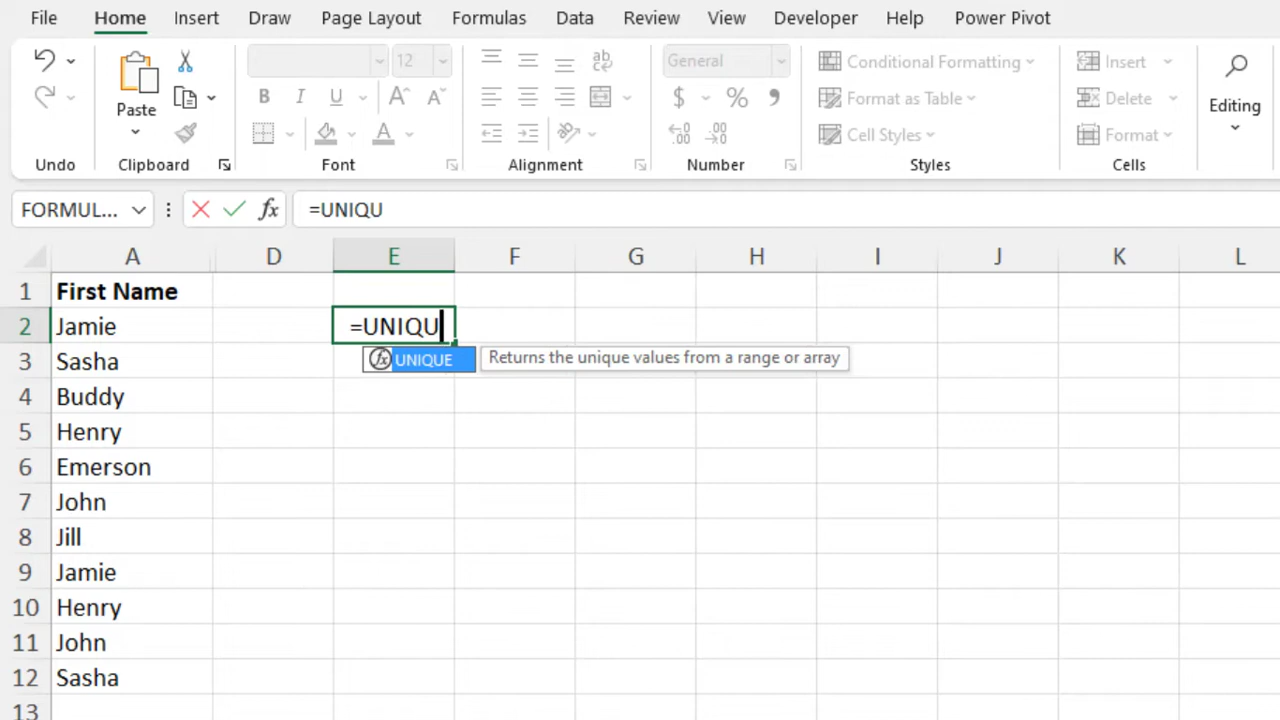 File Home Insert Draw Page Layout Formulas Data Review View Developer Help Power Pivot
12 General Conditional Formatting Insert
Paste B I U A A $ % Format as Table Delete Editing
A Cell Styles Format
Undo Clipboard Font Alignment Number Styles Cells
FORMUL... fx =UNIQU
A D E F G H I J K L
1 First Name
2 Jamie =UNIQU
UNIQUE Returns the unique values from a range or array
3 Sasha
4 Buddy
5 Henry
6 Emerson
7 John
8 Jill
9 Jamie
10 Henry
11 John
12 Sasha
13